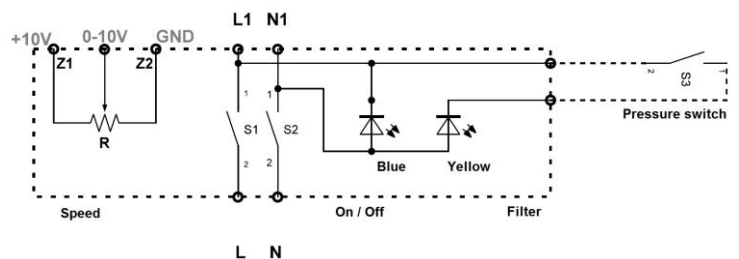 L1 N1
+10V 0-10V GND
Z1 Z2
R
1 1
S1 S2
2 2
2 S3 1
Pressure switch
Blue Yellow
Speed On / Off Filter
L N